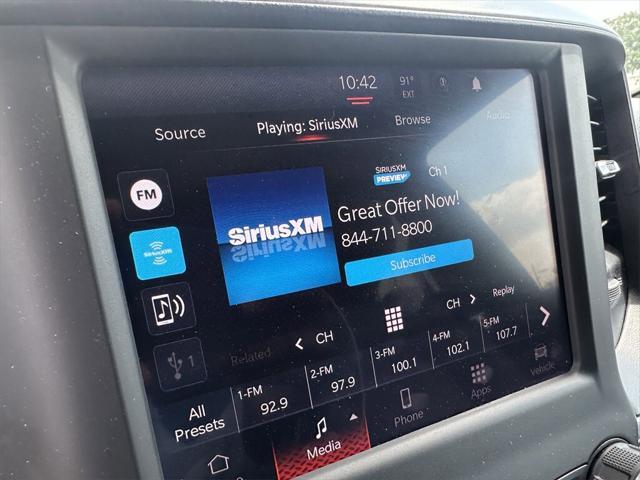 10:42
91°
EXT
Source
Playing: SiriusXM
Browse
Audio
FM
SIRIUSXM
PREVIEW
Ch 1
SiriusXM
Great Offer Now!
844-711-8800
Subscribe
SiriusXM
1
Related
CH
CH
Replay
All
Presets
1-FM
92.9
2-FM
97.9
3-FM
100.1
4-FM
102.1
5-FM
107.7
Media
Phone
Apps
Vehicle